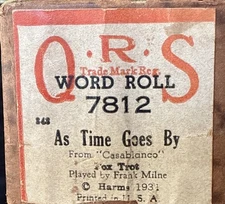 Q·R·S
Trade Mark Reg.
WORD ROLL
7812
848
As Time Goes By
From "Casablanco"
Fox Trot
Played by Frank Milne
© Harms 1931
Printed in U. S. A